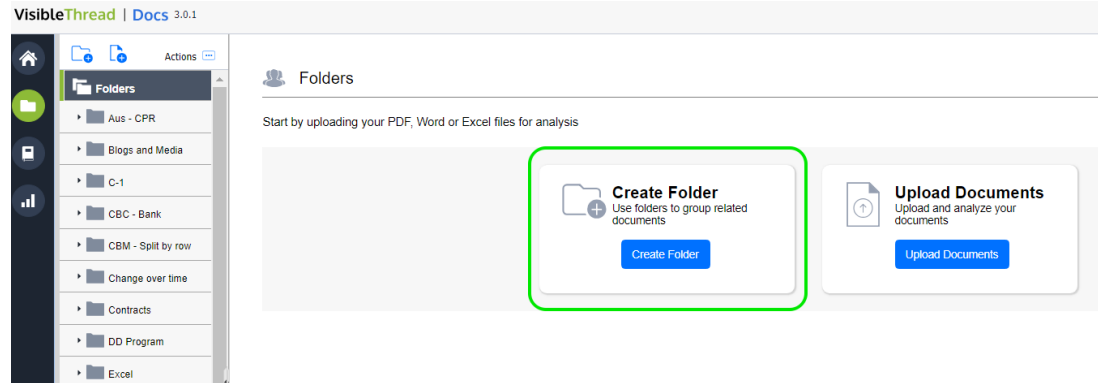 VisibleThread | Docs 3.0.1
Actions
Folders
Aus - CPR
Blogs and Media
C-1
CBC - Bank
CBM - Split by row
Change over time
Contracts
DD Program
Excel
Folders
Start by uploading your PDF, Word or Excel files for analysis
Create Folder
Use folders to group related
documents
Create Folder
Upload Documents
Upload and analyze your
documents
Upload Documents